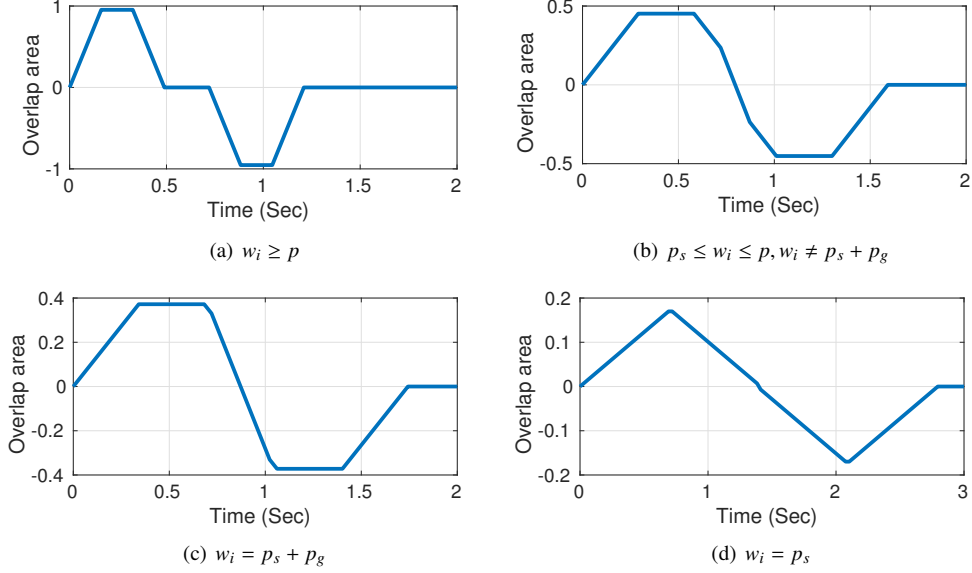 1
0
-1
Overlap area
0
0.5
1
1.5
2
Time (Sec)
(a) w_i ≥ p
0.5
0
-0.5
Overlap area
0
0.5
1
1.5
2
Time (Sec)
(b) p_s ≤ w_i ≤ p, w_i ≠ p_s + p_g
0.4
0.2
0
-0.2
-0.4
Overlap area
0
0.5
1
1.5
2
Time (Sec)
(c) w_i = p_s + p_g
0.2
0.1
0
-0.1
-0.2
Overlap area
0
1
2
3
Time (Sec)
(d) w_i = p_s